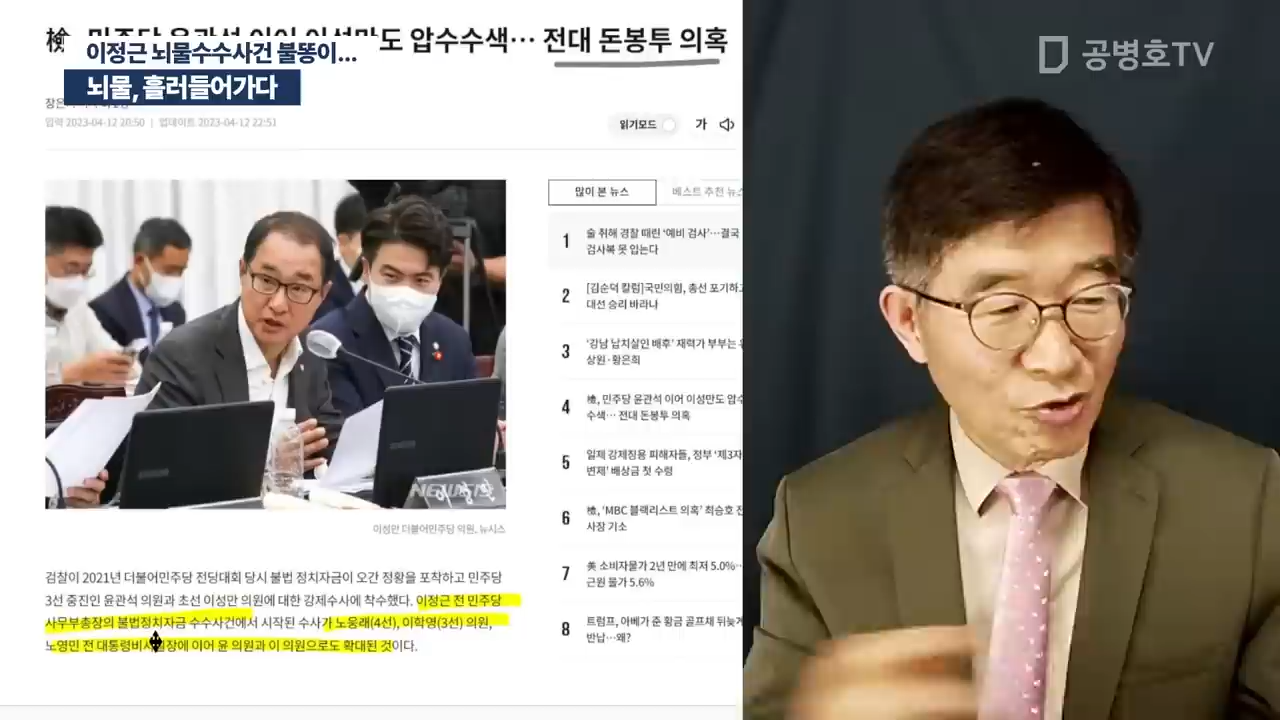 이정근 뇌물수수사건 불똥이...
뇌물, 흘러들어가다
도 압수수색… 전대 돈봉투 의혹
공병호TV
입력 2023-04-12 20:50 | 업데이트 2023-04-12 22:51
읽기모드 가
많이 본 뉴스
베스트 추천 뉴스
1 술 취해 경찰 때린 ‘예비 검사’…결국
검사복 못 입는다
2 [김순덕 칼럼]국민의힘, 총선 포기하고
대선 승리 바라나
3 ‘강남 납치살인 배후’ 재력가 부부는
상원·황은희
4 檢, 민주당 윤관석 이어 이성만도 압수
수색… 전대 돈봉투 의혹
5 일제 강제징용 피해자들, 정부 ‘제3자
변제’ 배상금 첫 수령
6 檢, ‘MBC 블랙리스트 의혹’ 최승호 전
사장 기소
7 美 소비자물가 2년 만에 최저 5.0%…
근원 물가 5.6%
8 트럼프, 아베가 준 황금 골프채 뒤늦게
반납…왜?
NEWSIS
이성만 더불어민주당 의원. 뉴시스
검찰이 2021년 더불어민주당 전당대회 당시 불법 정치자금이 오간 정황을 포착하고 민주당
3선 중진인 윤관석 의원과 초선 이성만 의원에 대한 강제수사에 착수했다. 이정근 전 민주당
사무부총장의 불법정치자금 수수사건에서 시작된 수사가 노웅래(4선), 이학영(3선) 의원,
노영민 전 대통령비서실장에 이어 윤 의원과 이 의원으로도 확대된 것이다.